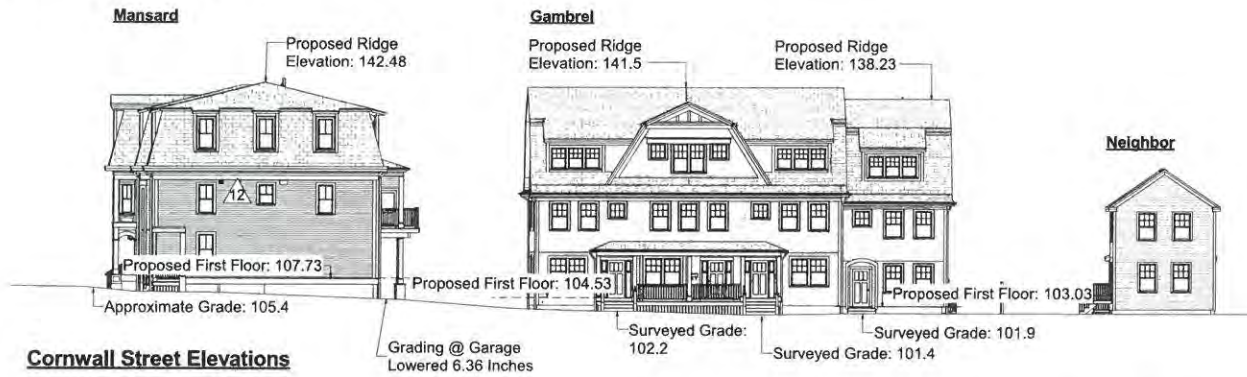 Mansard
Gambrel
Proposed Ridge
Elevation: 142.48
Proposed Ridge
Elevation: 141.5
Proposed Ridge
Elevation: 138.23
Neighbor
12
Proposed First Floor: 107.73
Proposed First Floor: 104.53
Proposed First Floor: 103.03
Approximate Grade: 105.4
Surveyed Grade:
102.2
Surveyed Grade: 101.9
Surveyed Grade: 101.4
Grading @ Garage
Lowered 6.36 Inches
Cornwall Street Elevations